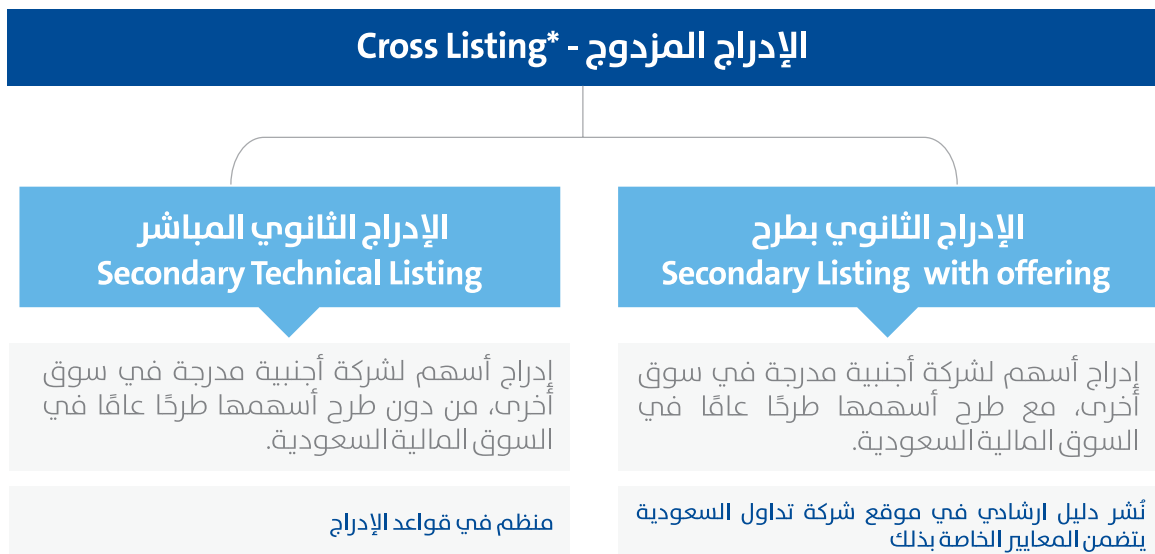 الإدراج المزدوج - *Cross Listing
الإدراج الثانوي بطرح
Secondary Listing with offering
إدراج أسهم لشركة أجنبية مدرجة في سوق
أخرى، مع طرح أسهمها طرحًا عامًا في
السوق المالية السعودية.
نُشر دليل ارشادي في موقع شركة تداول السعودية
يتضمن المعايير الخاصة بذلك
الإدراج الثانوي المباشر
Secondary Technical Listing
إدراج أسهم لشركة أجنبية مدرجة في سوق
أخرى، من دون طرح أسهمها طرحًا عامًا في
السوق المالية السعودية.
منظم في قواعد الإدراج